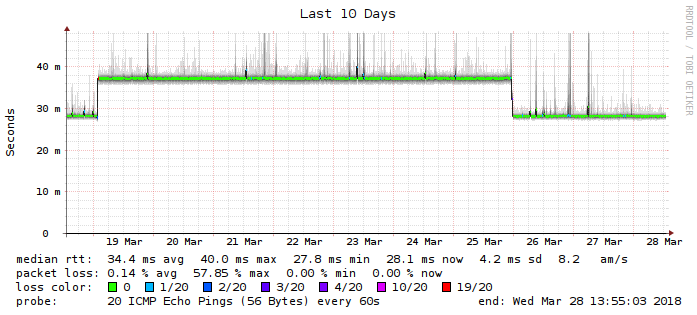 Last 10 Days
RRDTOOL / TOBI OETIKER
Seconds
40 m
30 m
20 m
10 m
0
19 Mar 20 Mar 21 Mar 22 Mar 23 Mar 24 Mar 25 Mar 26 Mar 27 Mar 28 Mar
median rtt: 34.4 ms avg 40.0 ms max 27.8 ms min 28.1 ms now 4.2 ms sd 8.2 am/s
packet loss: 0.14 % avg 57.85 % max 0.00 % min 0.00 % now
loss color: 0 1/20 2/20 3/20 4/20 10/20 19/20
probe: 20 ICMP Echo Pings (56 Bytes) every 60s end: Wed Mar 28 13:55:03 2018